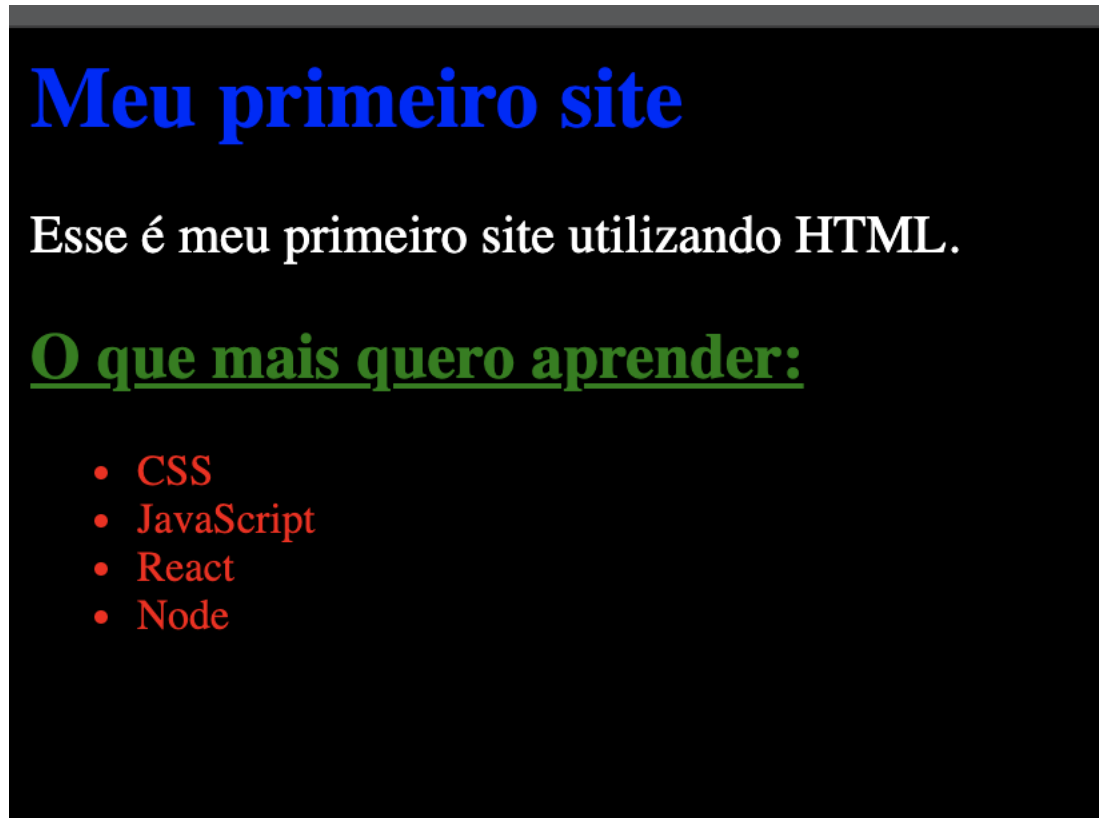 Meu primeiro site
Esse é meu primeiro site utilizando HTML.
O que mais quero aprender:
• CSS
• JavaScript
• React
• Node